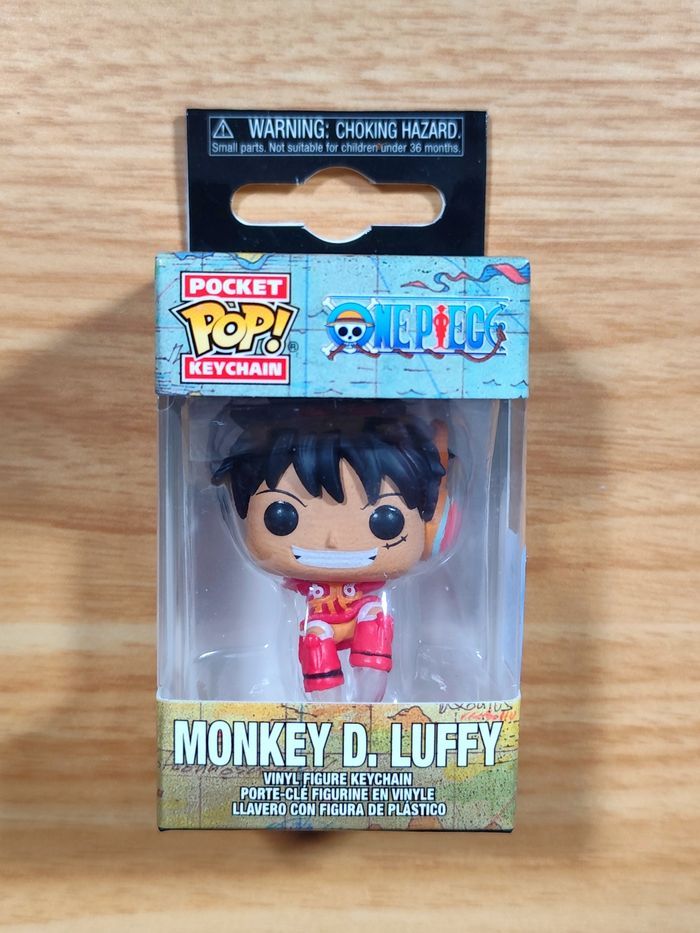 WARNING: CHOKING HAZARD.
Small parts. Not suitable for children under 36 months.
POCKET
POP!®
KEYCHAIN
ONE PIECE
MONKEY D. LUFFY
VINYL FIGURE KEYCHAIN
PORTE-CLÉ FIGURINE EN VINYLE
LLAVERO CON FIGURA DE PLÁSTICO